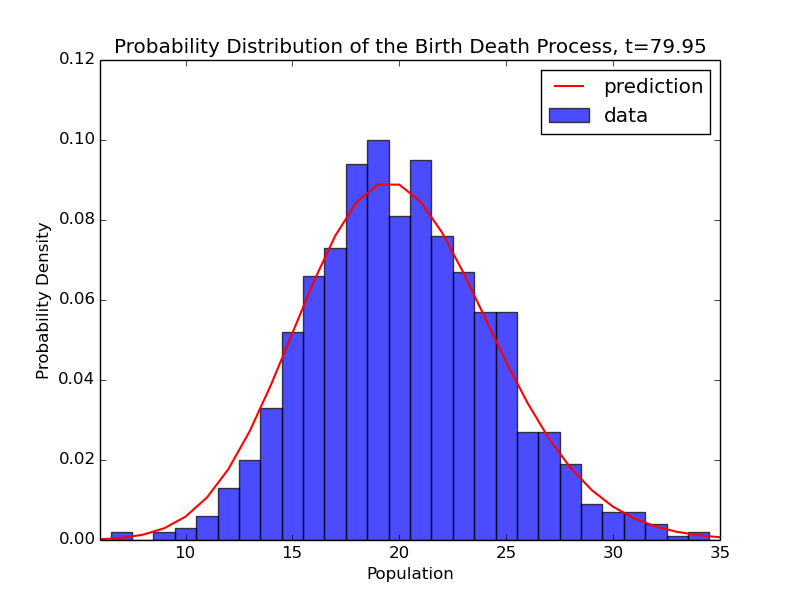 Probability Distribution of the Birth Death Process, t=79.95
prediction
data
0.12
0.10
0.08
0.06
0.04
0.02
0.00
Probability Density
10 15 20 25 30 35
Population